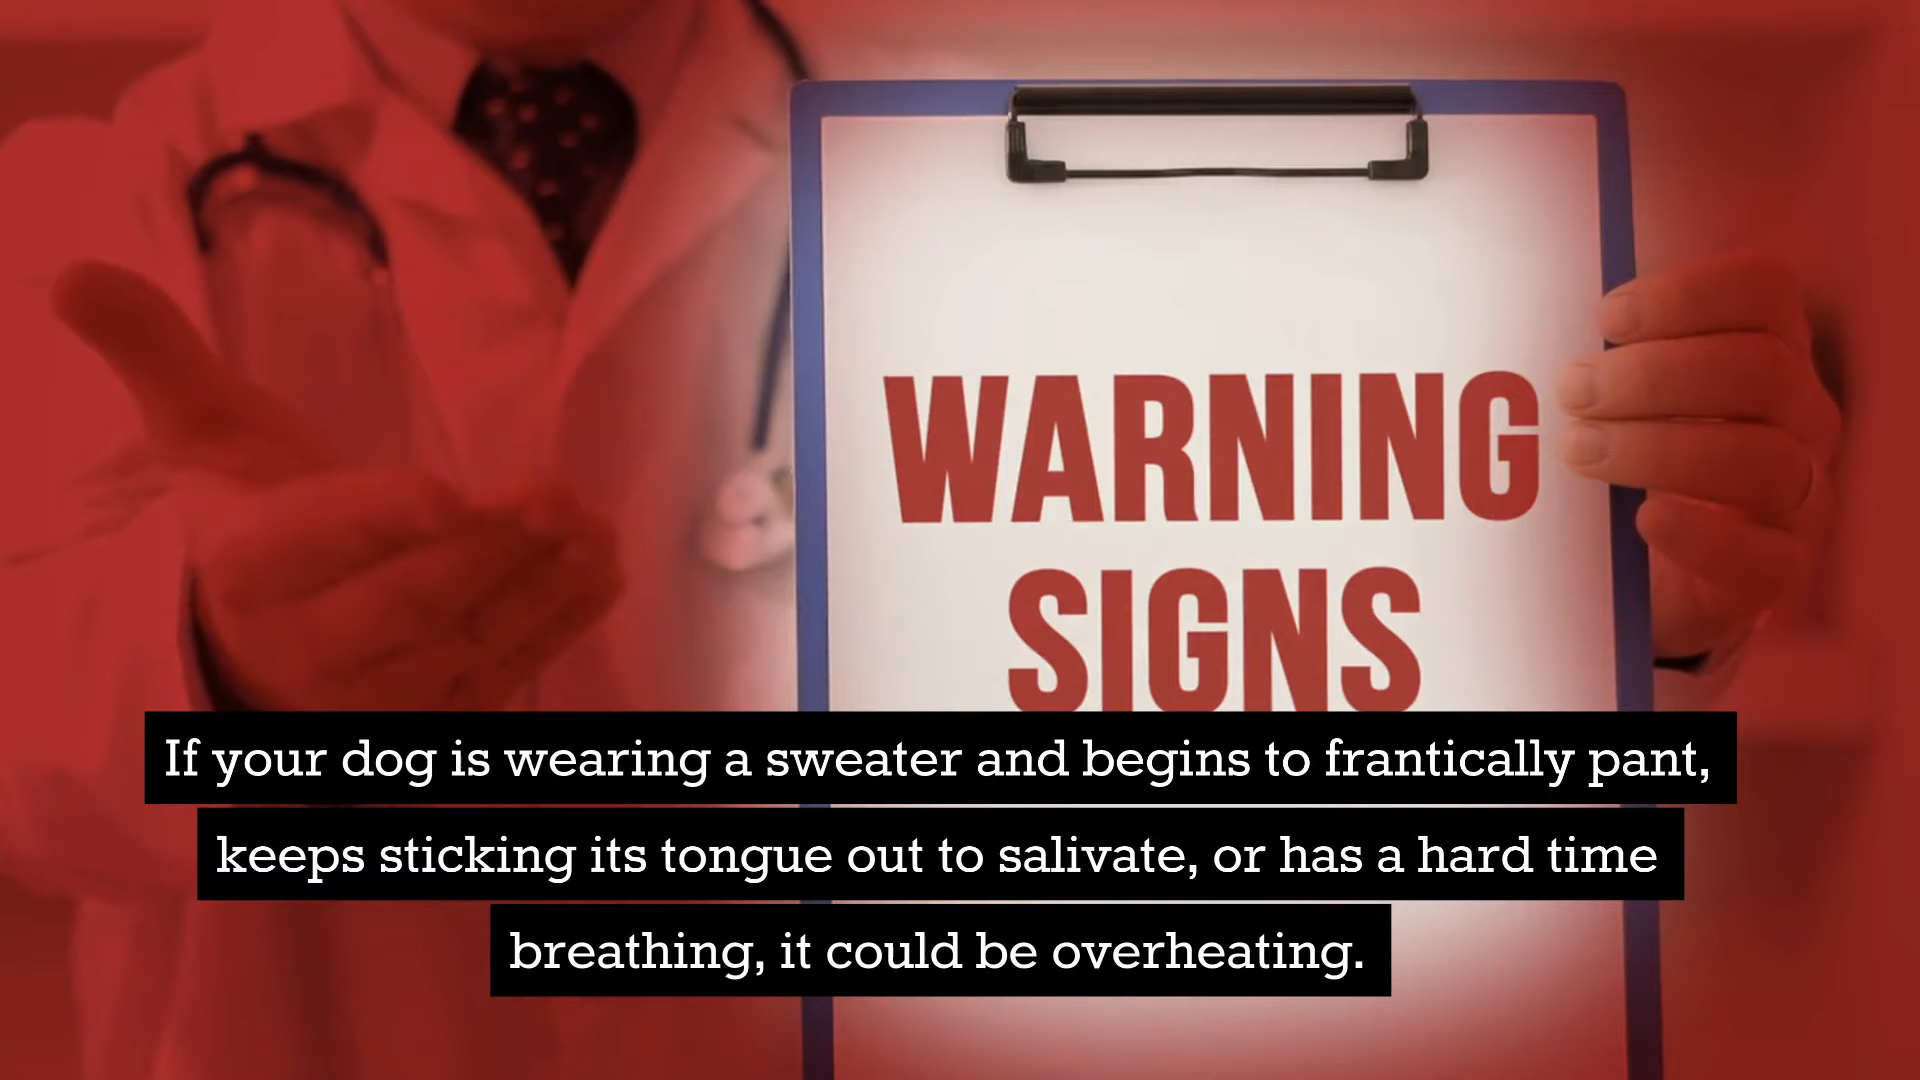 WARNING
SIGNS
If your dog is wearing a sweater and begins to frantically pant,
keeps sticking its tongue out to salivate, or has a hard time
breathing, it could be overheating.